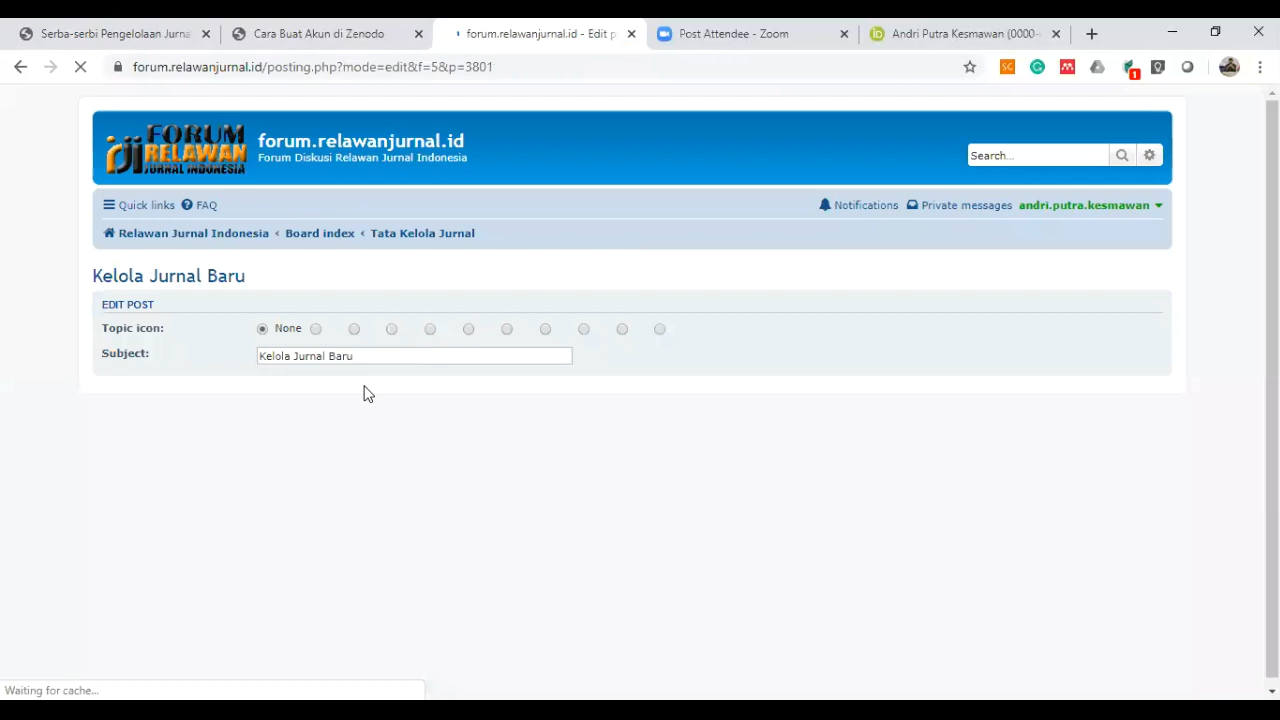 Serba-serbi Pengelolaan Jurna
Cara Buat Akun di Zenodo
forum.relawanjurnal.id - Edit p
Post Attendee - Zoom
Andri Putra Kesmawan (0000-
forum.relawanjurnal.id/posting.php?mode=edit&f=5&p=3801
SC
1
FORUM
RELAWAN
JURNAL INDONESIA
forum.relawanjurnal.id
Forum Diskusi Relawan Jurnal Indonesia
Search...
Quick links FAQ
Notifications Private messages andri.putra.kesmawan
Relawan Jurnal Indonesia ‹ Board index ‹ Tata Kelola Jurnal
Kelola Jurnal Baru
EDIT POST
Topic icon: None
Subject: Kelola Jurnal Baru
Waiting for cache...